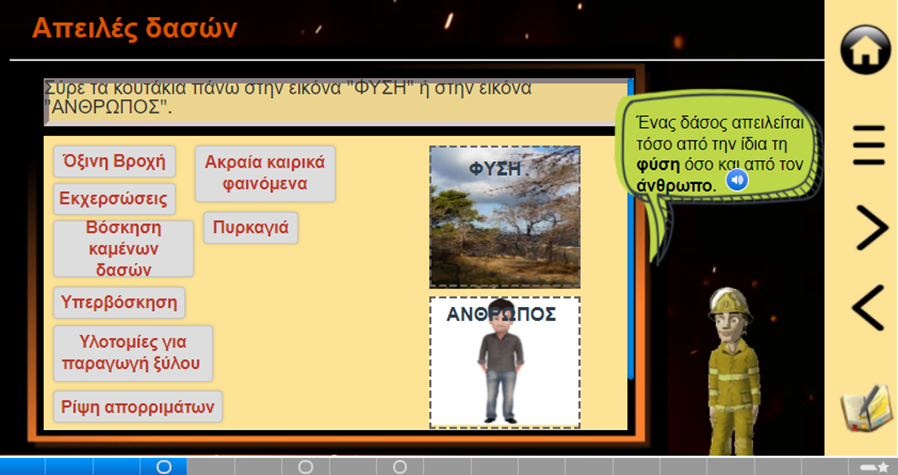 Απειλές δασών
Σύρε τα κουτάκια πάνω στην εικόνα "ΦΥΣΗ" ή στην εικόνα
"ΑΝΘΡΩΠΟΣ".
Όξινη Βροχή
Εκχερσώσεις
Βόσκηση
καμένων
δασών
Υπερβόσκηση
Υλοτομίες για
παραγωγή ξύλου
Ρίψη απορριμάτων
Ακραία καιρικά
φαινόμενα
Πυρκαγιά
ΦΥΣΗ
ΑΝΘΡΩΠΟΣ
Ένας δάσος απειλείται
τόσο από την ίδια τη
φύση όσο και από τον
άνθρωπο.